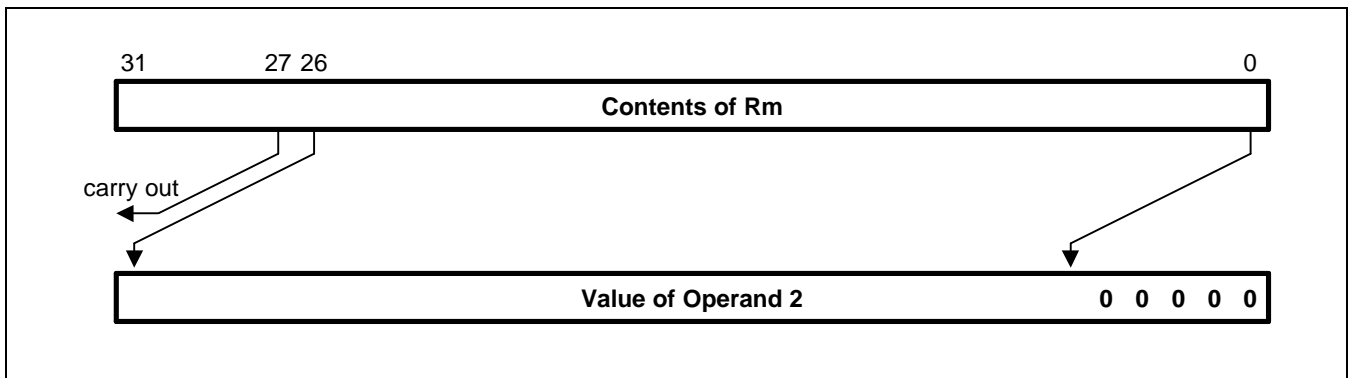 31 27 26 0
Contents of Rm
carry out
Value of Operand 2 0 0 0 0 0